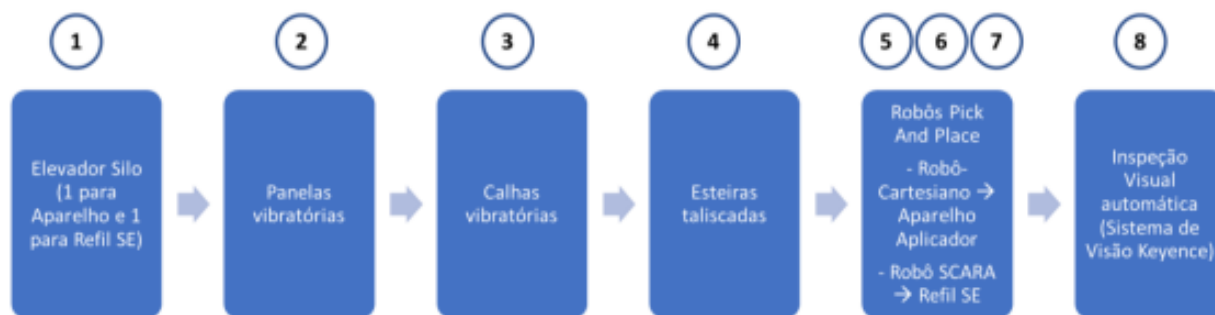 1
2
3
4
5
6
7
8
Elevador Silo
(1 para
Aparelho e 1
para Refil SE)
Panelas
vibratórias
Calhas
vibratórias
Esteiras
taliscadas
Robôs Pick
And Place
- Robô-
Cartesiano →
Aparelho
Aplicador
- Robô SCARA
→ Refil SE
Inspeção
Visual
automática
(Sistema de
Visão Keyence)